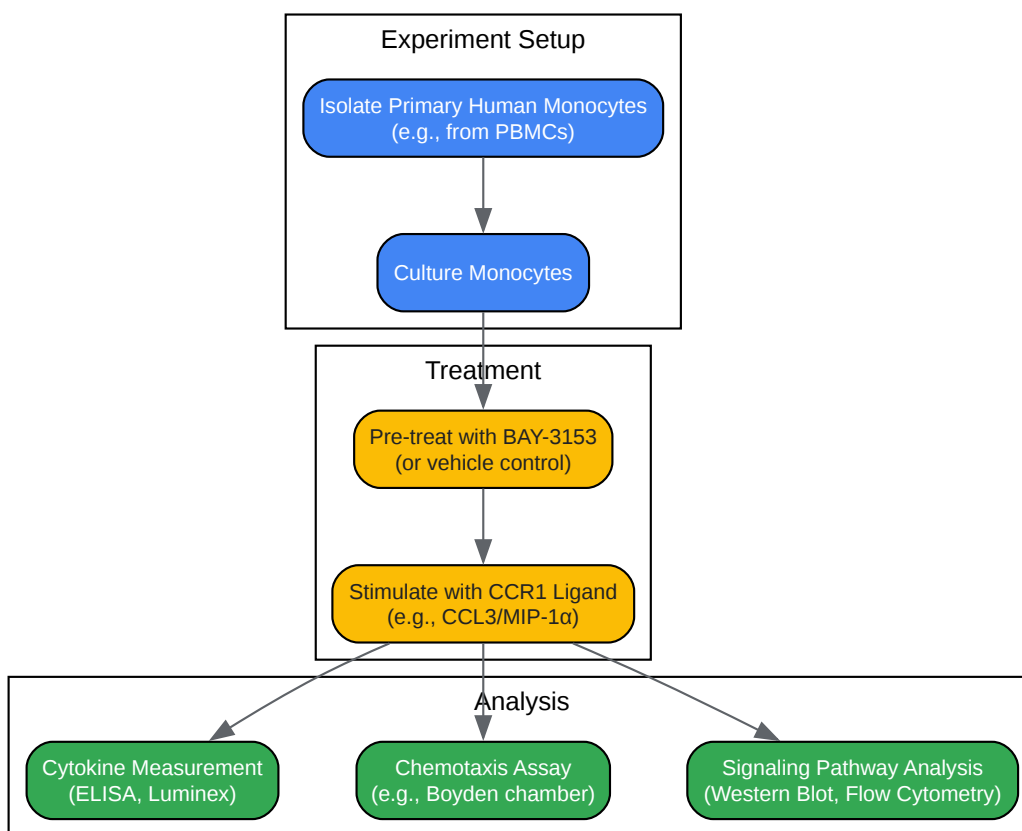 Experiment Setup
Isolate Primary Human Monocytes
(e.g., from PBMCs)
Culture Monocytes
Treatment
Pre-treat with BAY-3153
(or vehicle control)
Stimulate with CCR1 Ligand
(e.g., CCL3/MIP-1α)
Analysis
Cytokine Measurement
(ELISA, Luminex)
Chemotaxis Assay
(e.g., Boyden chamber)
Signaling Pathway Analysis
(Western Blot, Flow Cytometry)